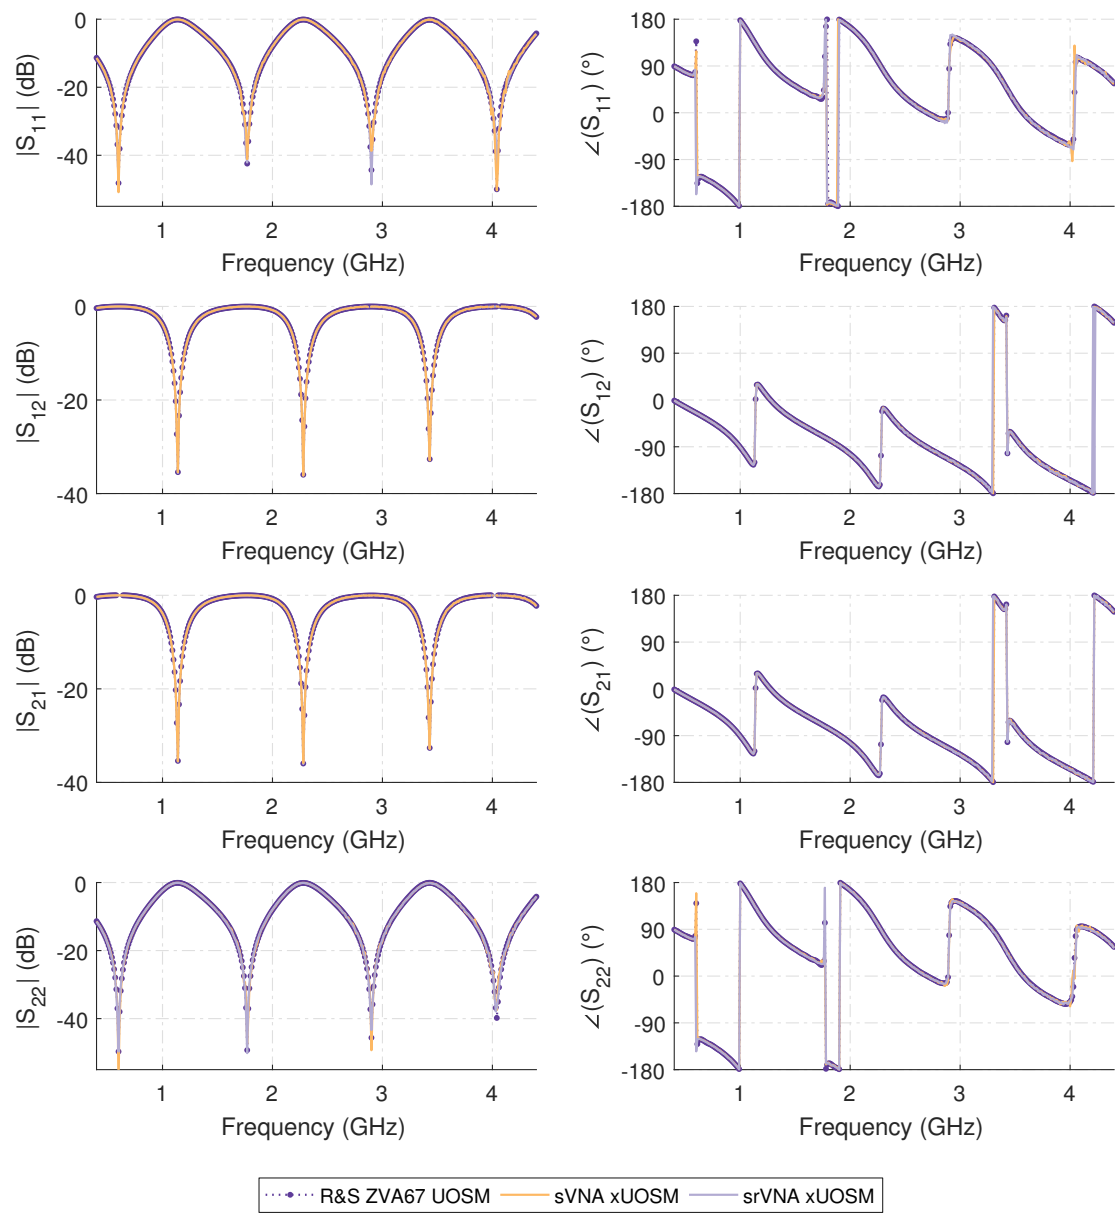 0
-20
-40
|S11| (dB)
1 2 3 4
Frequency (GHz)
180
90
0
-90
-180
∠(S11) (°)
1 2 3 4
Frequency (GHz)
0
-20
-40
|S12| (dB)
1 2 3 4
Frequency (GHz)
180
90
0
-90
-180
∠(S12) (°)
1 2 3 4
Frequency (GHz)
0
-20
-40
|S21| (dB)
1 2 3 4
Frequency (GHz)
180
90
0
-90
-180
∠(S21) (°)
1 2 3 4
Frequency (GHz)
0
-20
-40
|S22| (dB)
1 2 3 4
Frequency (GHz)
180
90
0
-90
-180
∠(S22) (°)
1 2 3 4
Frequency (GHz)
R&S ZVA67 UOSM sVNA xUOSM srVNA xUOSM